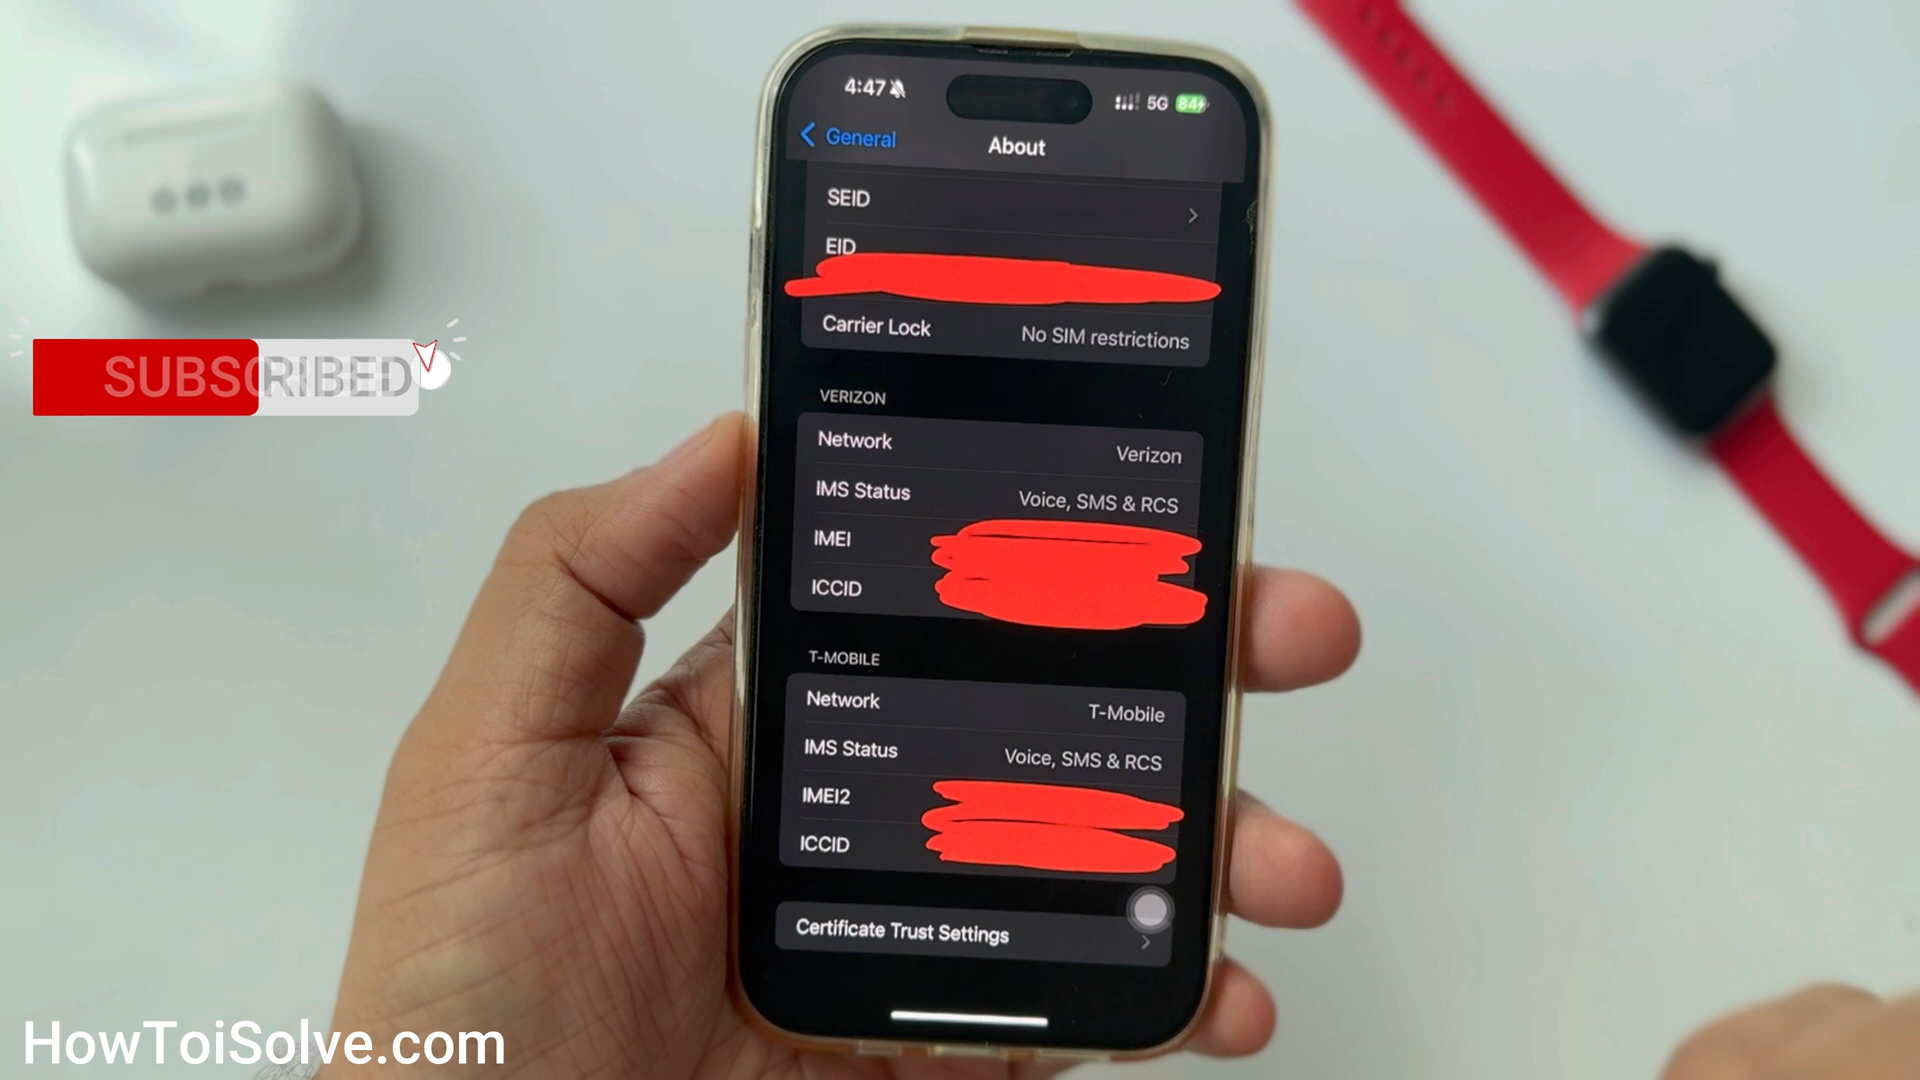 4:47 5G 84
General
About
SEID
EID
Carrier Lock No SIM restrictions
SUBSCRIBED
VERIZON
Network Verizon
IMS Status Voice, SMS & RCS
IMEI
ICCID
T-MOBILE
Network T-Mobile
IMS Status Voice, SMS & RCS
IMEI2
ICCID
Certificate Trust Settings
HowToiSolve.com